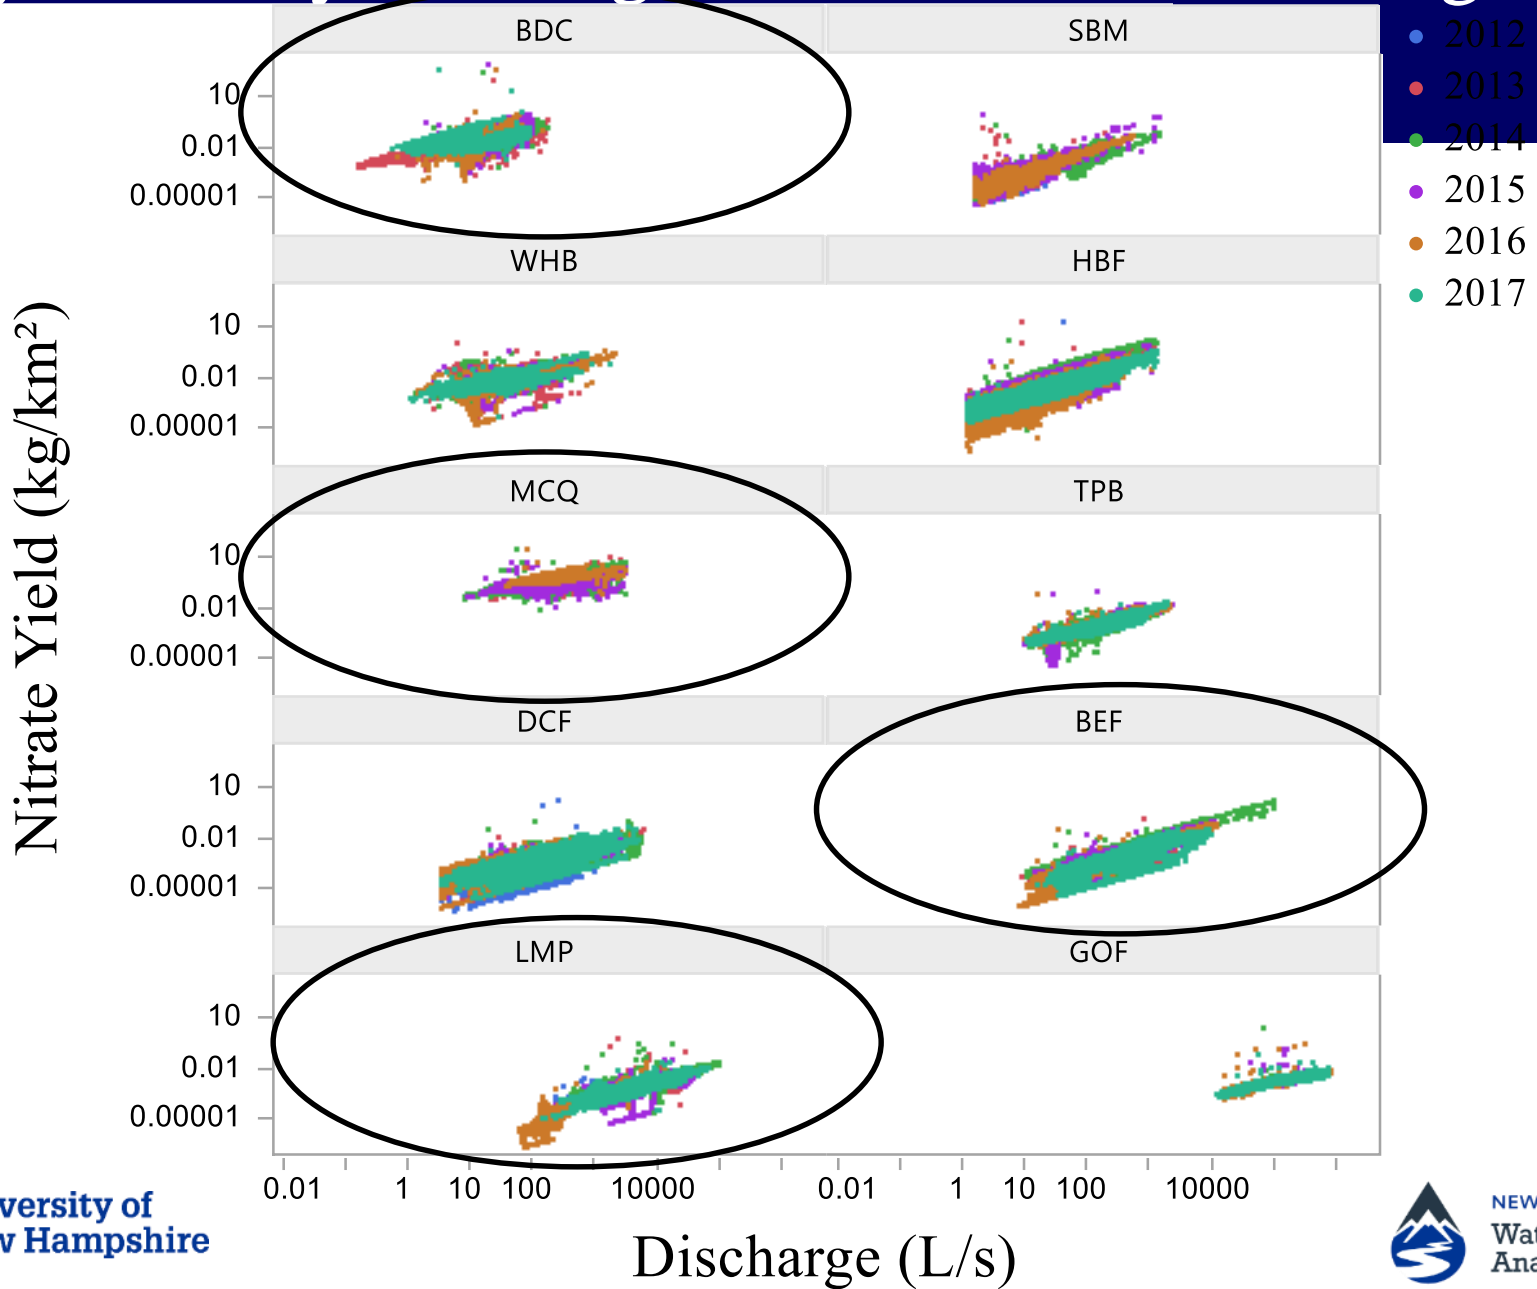 BDC
SBM
2012
2013
2014
2015
2016
2017
10
0.01
0.00001
WHB
HBF
10
0.01
0.00001
MCQ
TPB
10
0.01
0.00001
DCF
BEF
10
0.01
0.00001
LMP
GOF
10
0.01
0.00001
Nitrate Yield (kg/km²)
0.01 1 10 100 10000
0.01 1 10 100 10000
Discharge (L/s)
versity of
w Hampshire
NEW
Wat
Ana